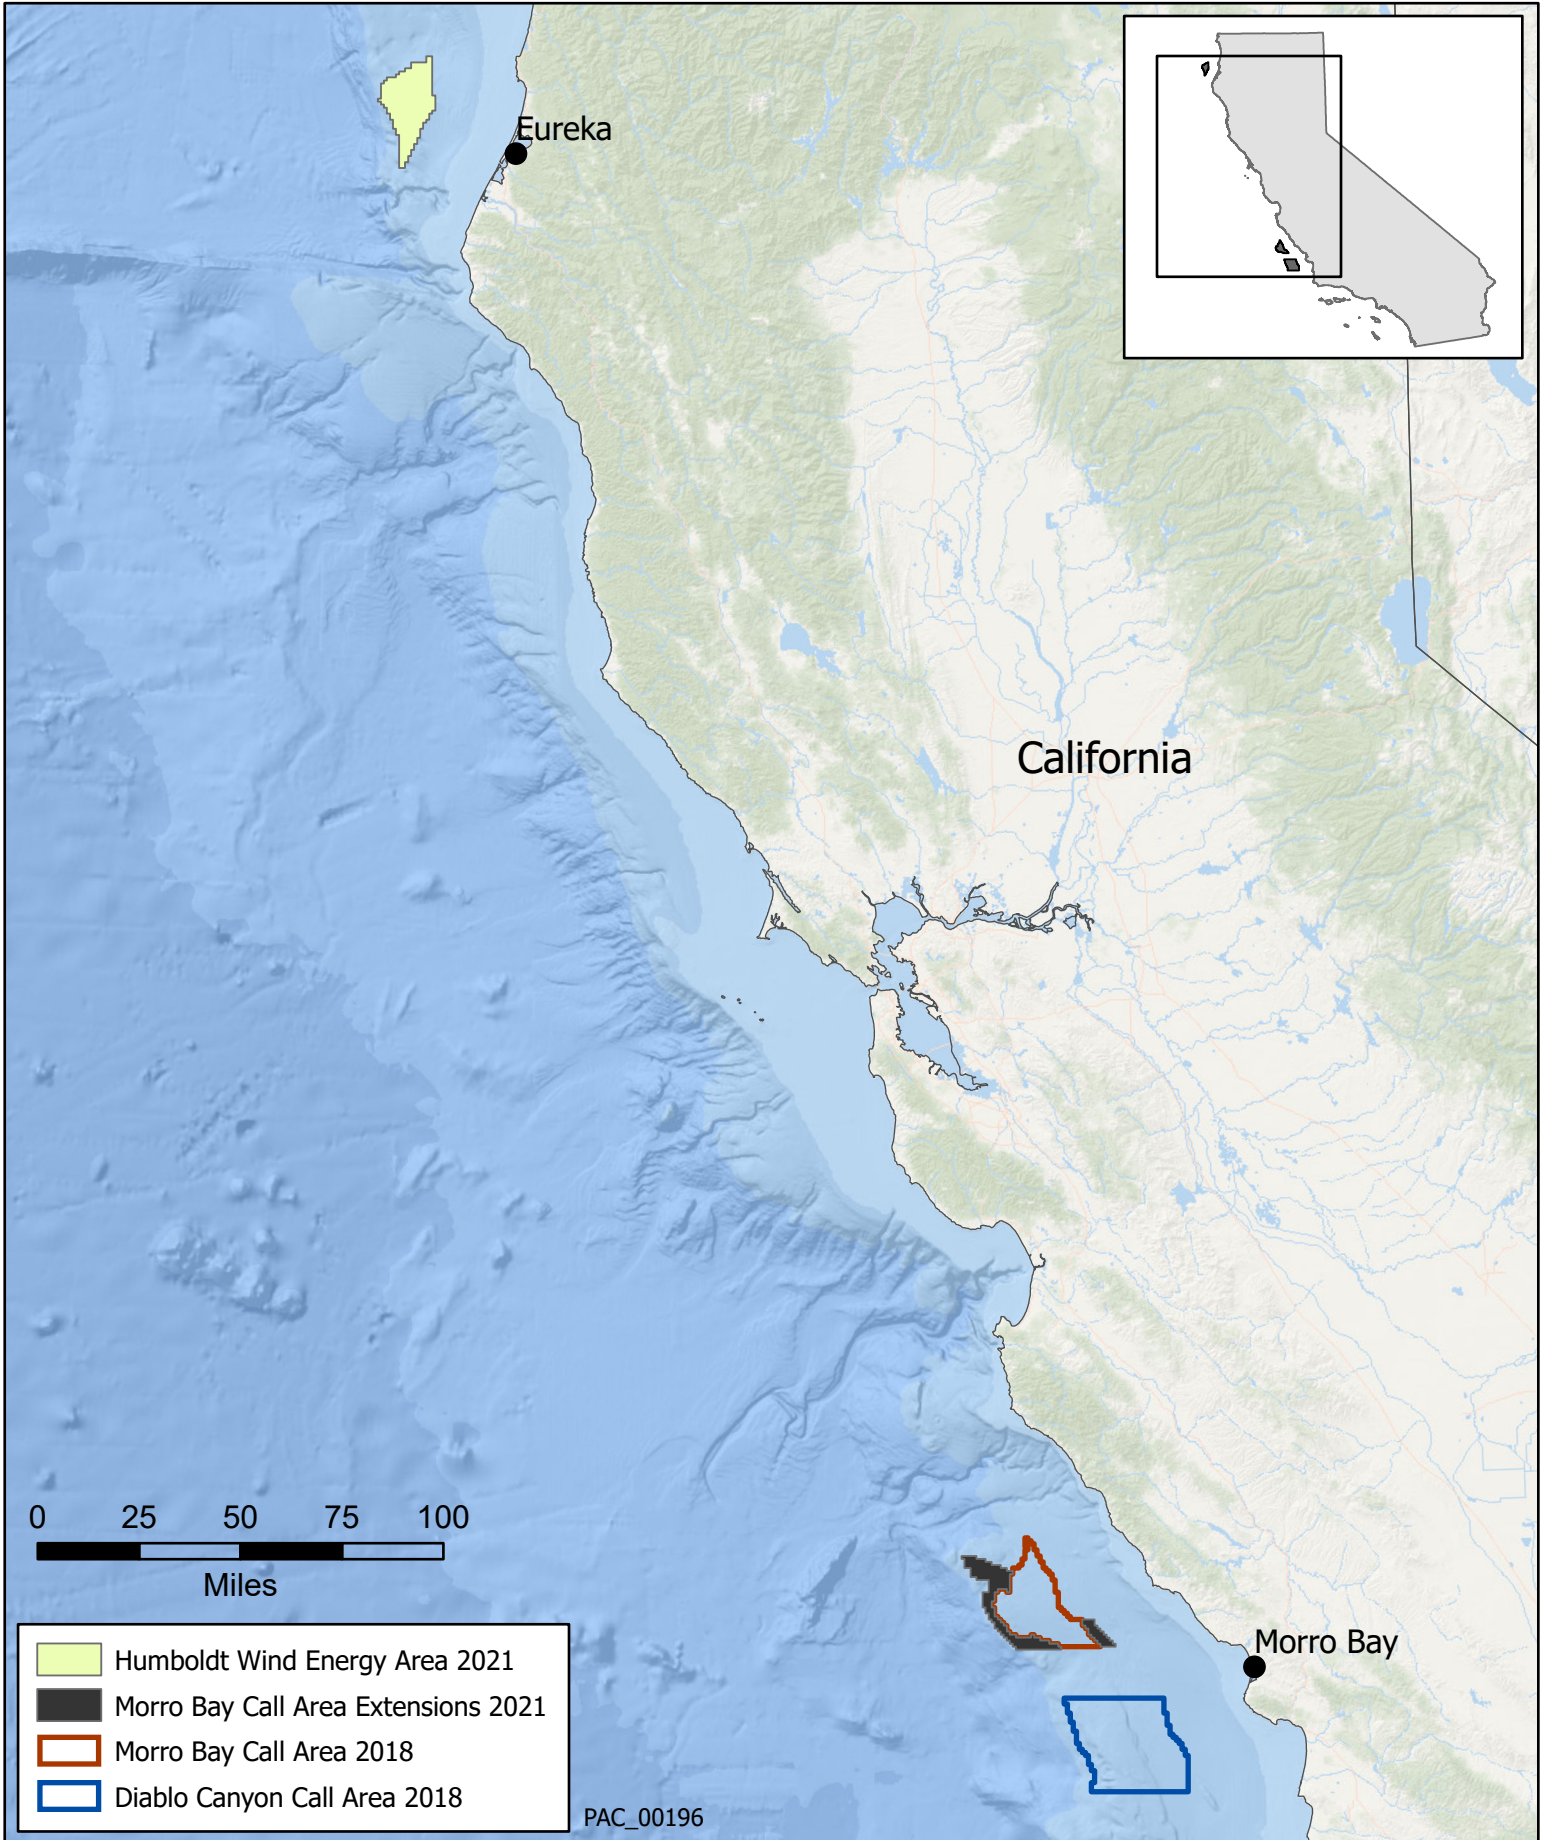 Eureka
California
0 25 50 75 100
Miles
Morro Bay
Humboldt Wind Energy Area 2021
Morro Bay Call Area Extensions 2021
Morro Bay Call Area 2018
Diablo Canyon Call Area 2018
PAC_00196